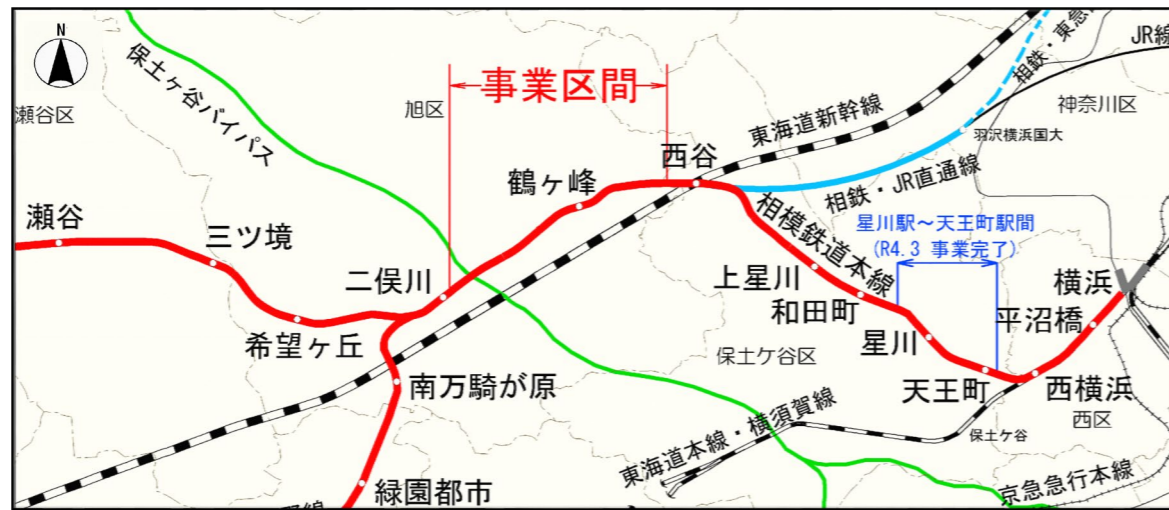 N
保土ヶ谷バイパス
瀬谷区
旭区
事業区間
東海道新幹線
相鉄・東急
JR線
神奈川区
羽沢横浜国大
西谷
鶴ヶ峰
相鉄・JR直通線
瀬谷
三ツ境
相模鉄道本線
星川駅～天王町駅間
(R4.3 事業完了)
二俣川
上星川
横浜
和田町
平沼橋
希望ヶ丘
保土ケ谷区
星川
南万騎が原
天王町
西横浜
西区
東海道本線・横須賀線
保土ケ谷
緑園都市
京急急行本線